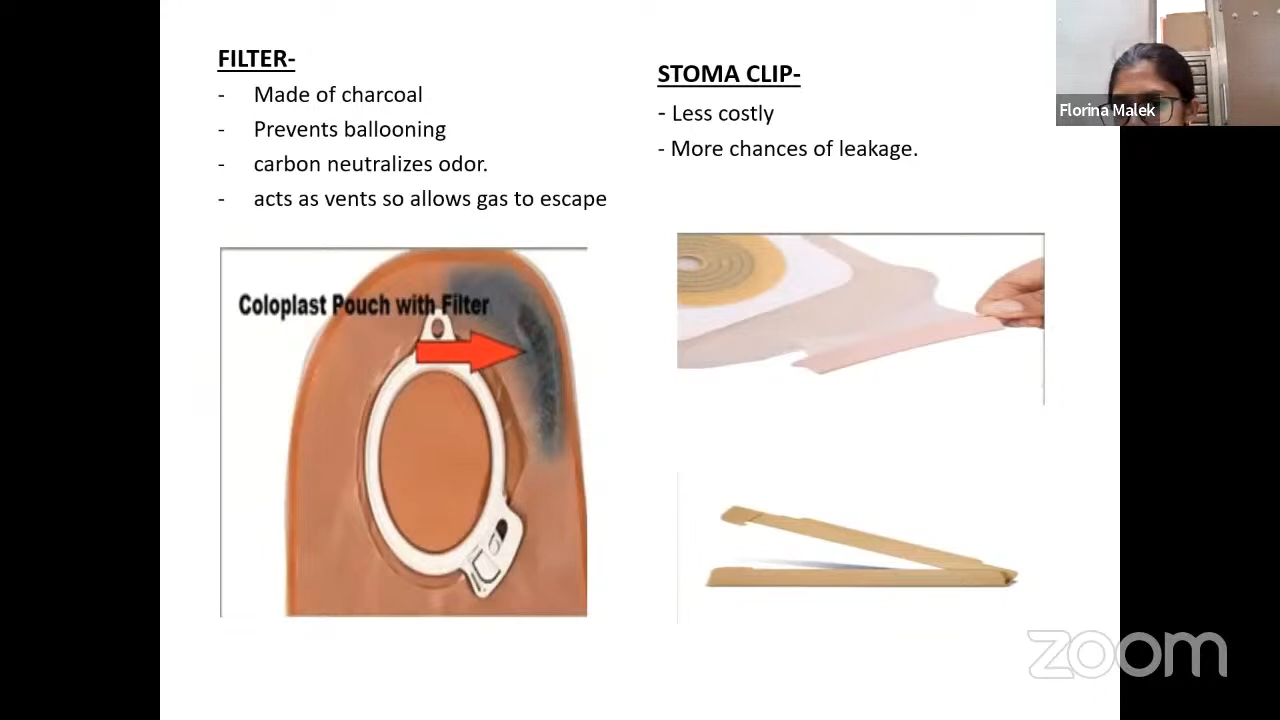 FILTER-
- Made of charcoal
- Prevents ballooning
- carbon neutralizes odor.
- acts as vents so allows gas to escape
Coloplast Pouch with Filter
STOMA CLIP-
- Less costly
- More chances of leakage.
Florina Malek
zoom